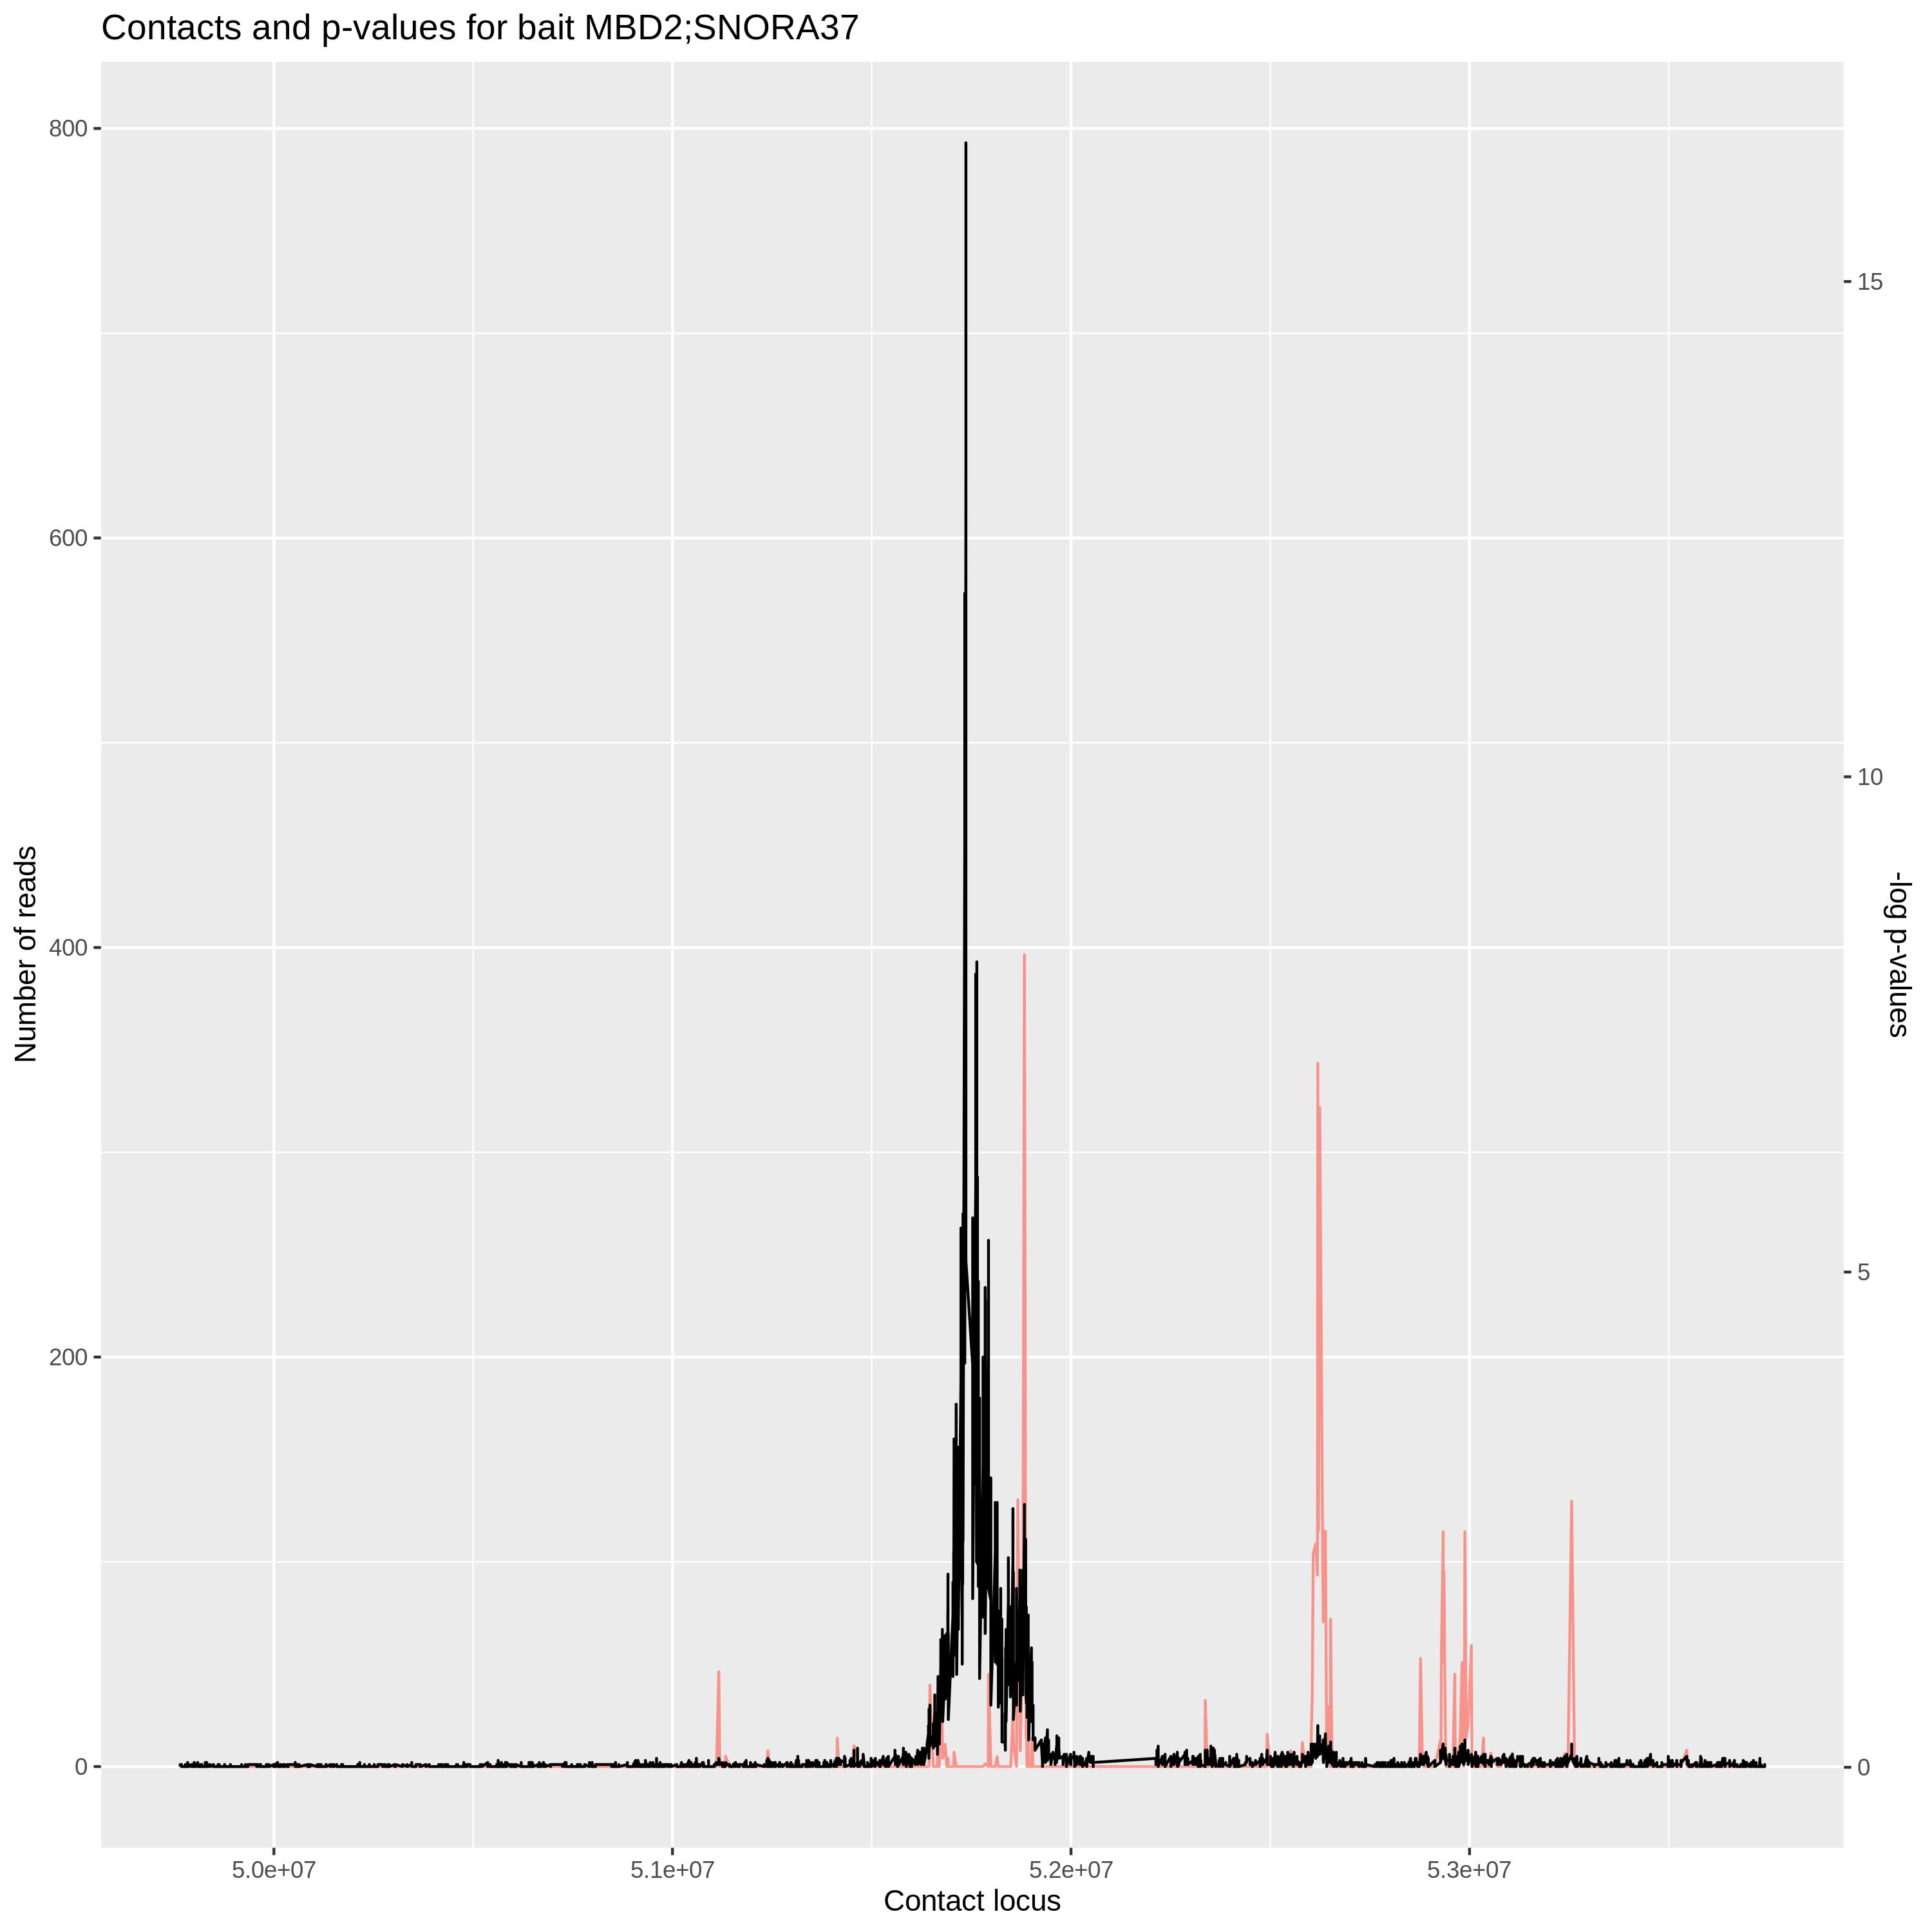 Contacts and p-values for bait MBD2;SNORA37
800
600
400
200
0
Number of reads
15
10
5
0
-log p-values
5.0e+07
5.1e+07
5.2e+07
5.3e+07
Contact locus